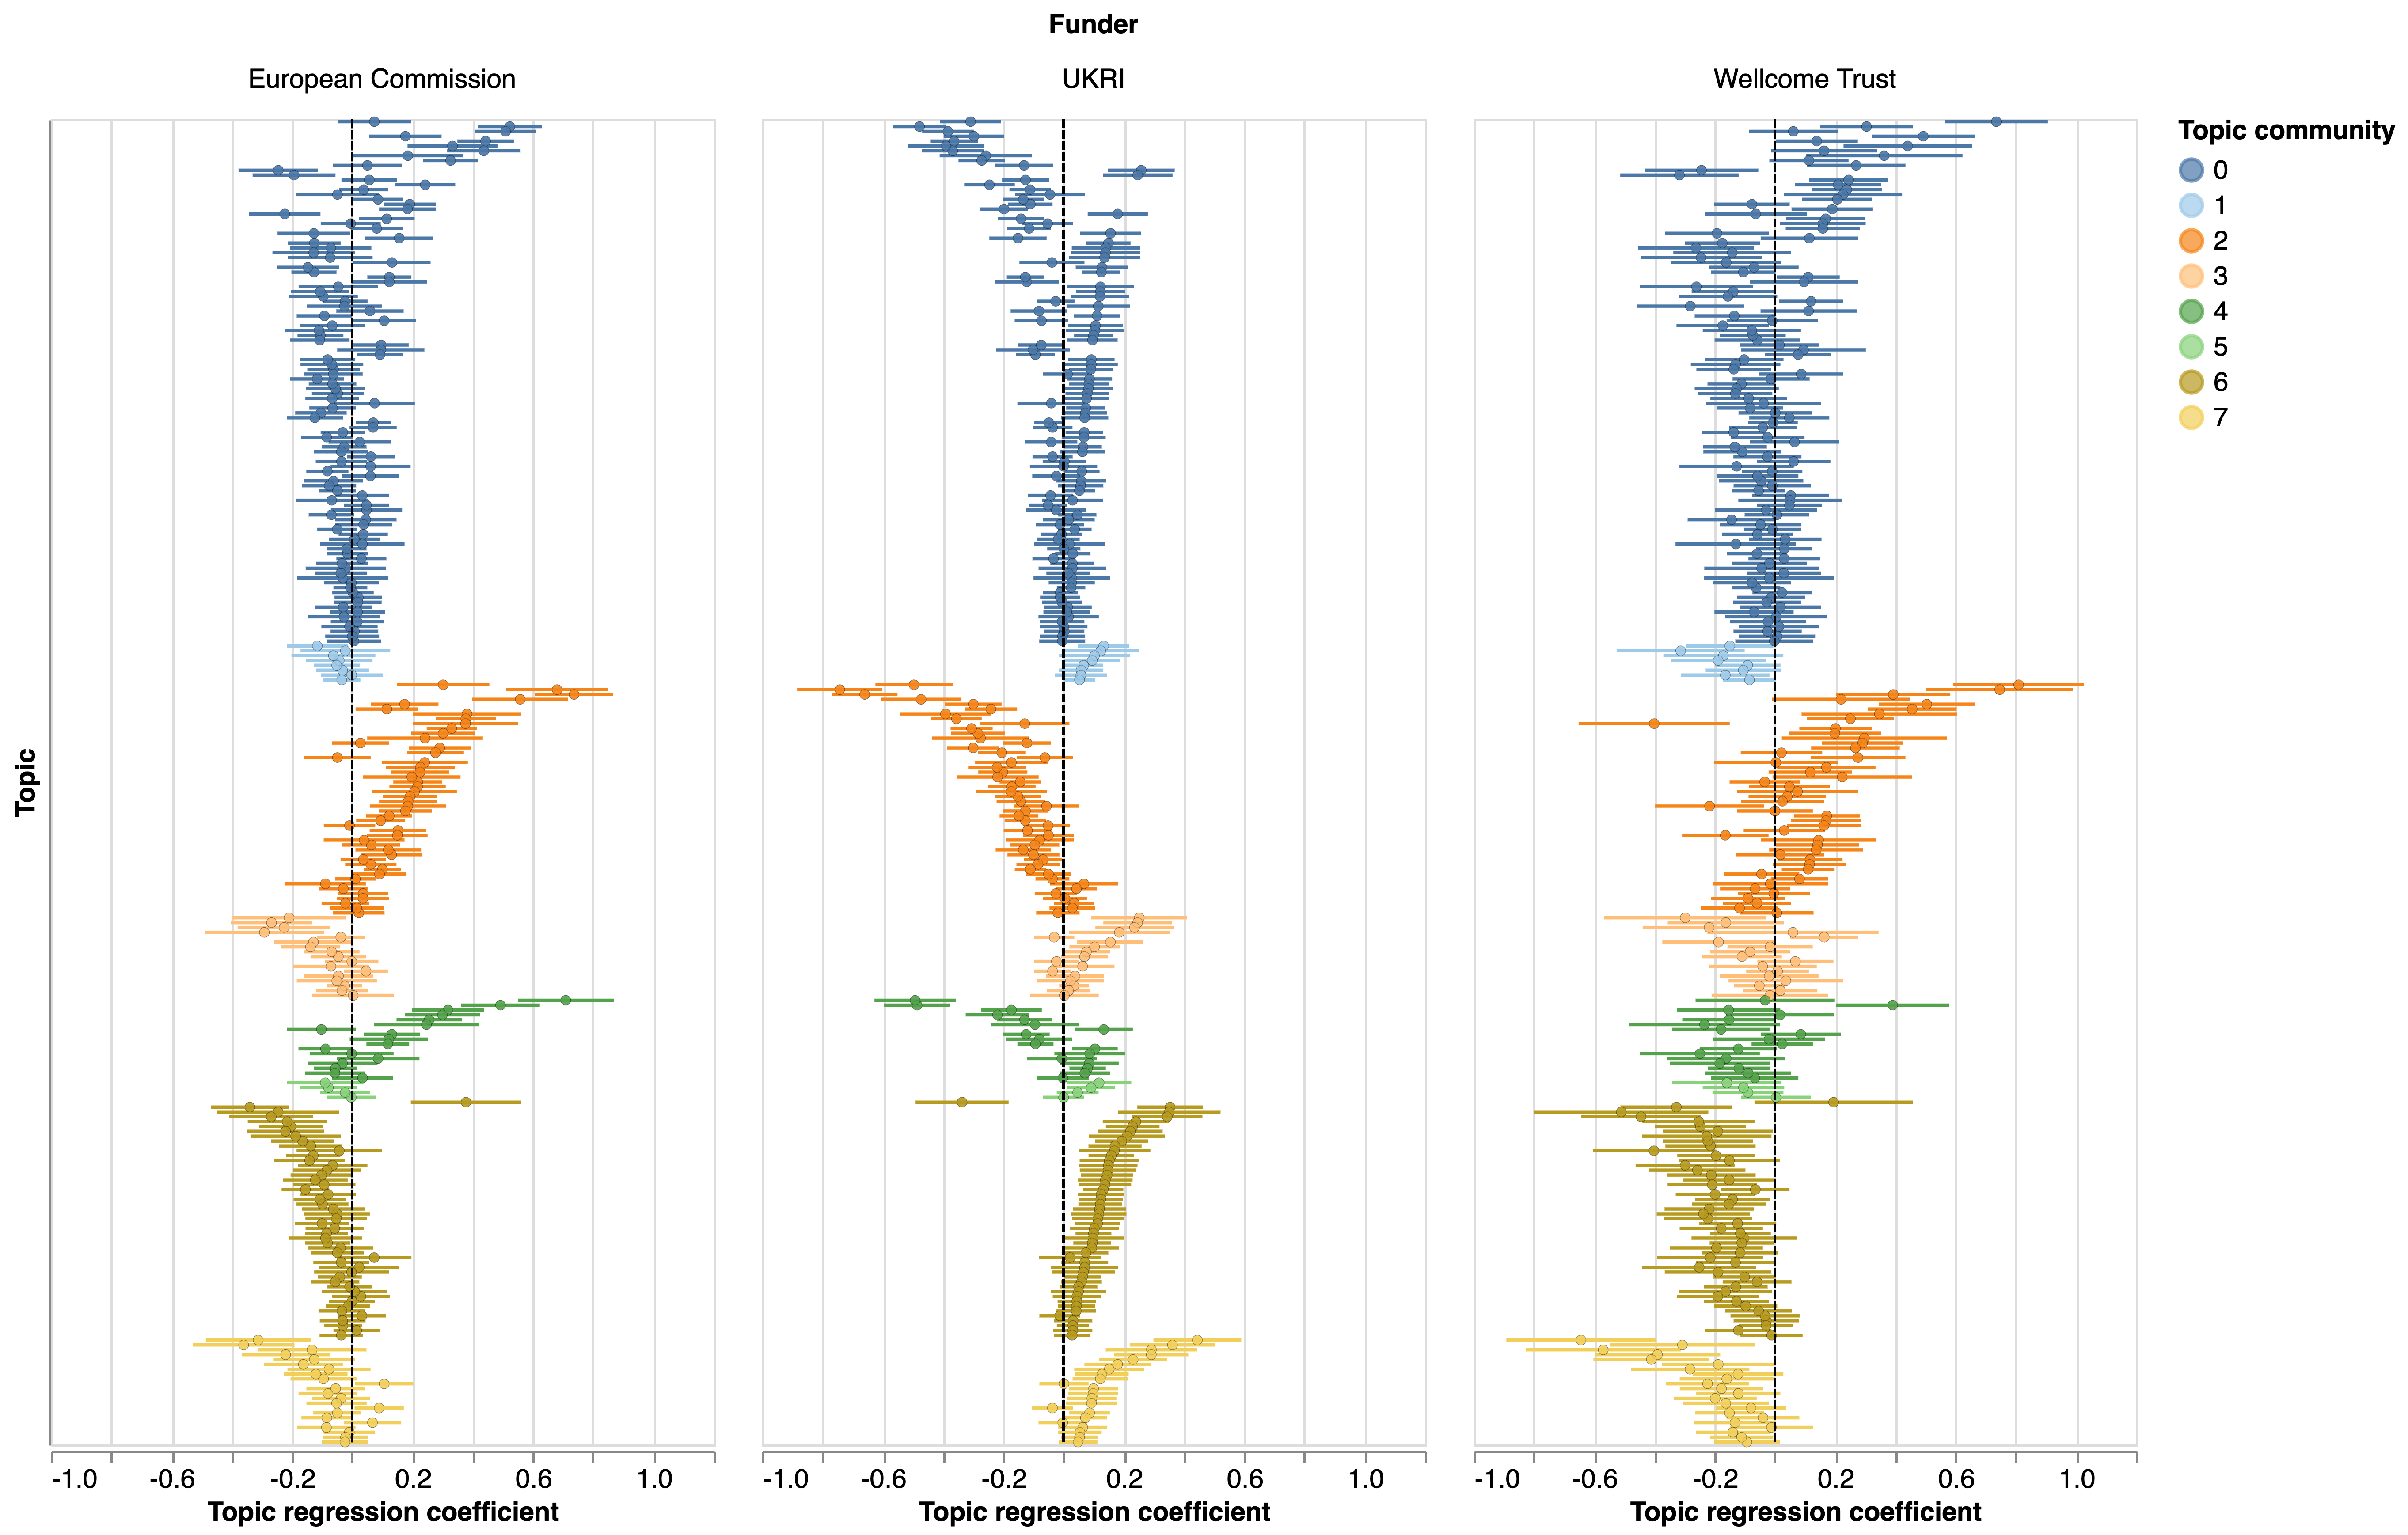 Funder
European Commission
UKRI
Wellcome Trust
Topic community
0
1
2
3
4
5
6
7
Topic
-1.0 -0.6 -0.2 0.2 0.6 1.0
-1.0 -0.6 -0.2 0.2 0.6 1.0
-1.0 -0.6 -0.2 0.2 0.6 1.0
Topic regression coefficient
Topic regression coefficient
Topic regression coefficient